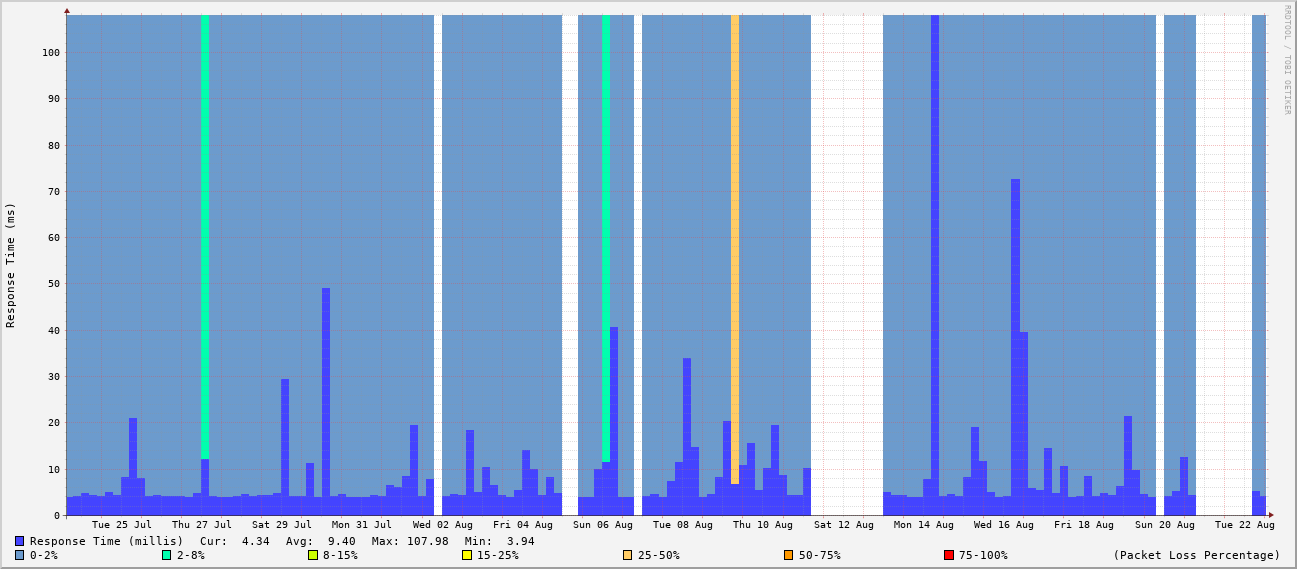 RRDTOOL / TOBI OETIKER
Response Time (ms)
100
90
80
70
60
50
40
30
20
10
0
Tue 25 Jul Thu 27 Jul Sat 29 Jul Mon 31 Jul Wed 02 Aug Fri 04 Aug Sun 06 Aug Tue 08 Aug Thu 10 Aug Sat 12 Aug Mon 14 Aug Wed 16 Aug Fri 18 Aug Sun 20 Aug Tue 22 Aug
Response Time (millis) Cur: 4.34 Avg: 9.40 Max: 107.98 Min: 3.94
0-2% 2-8% 8-15% 15-25% 25-50% 50-75% 75-100% (Packet Loss Percentage)